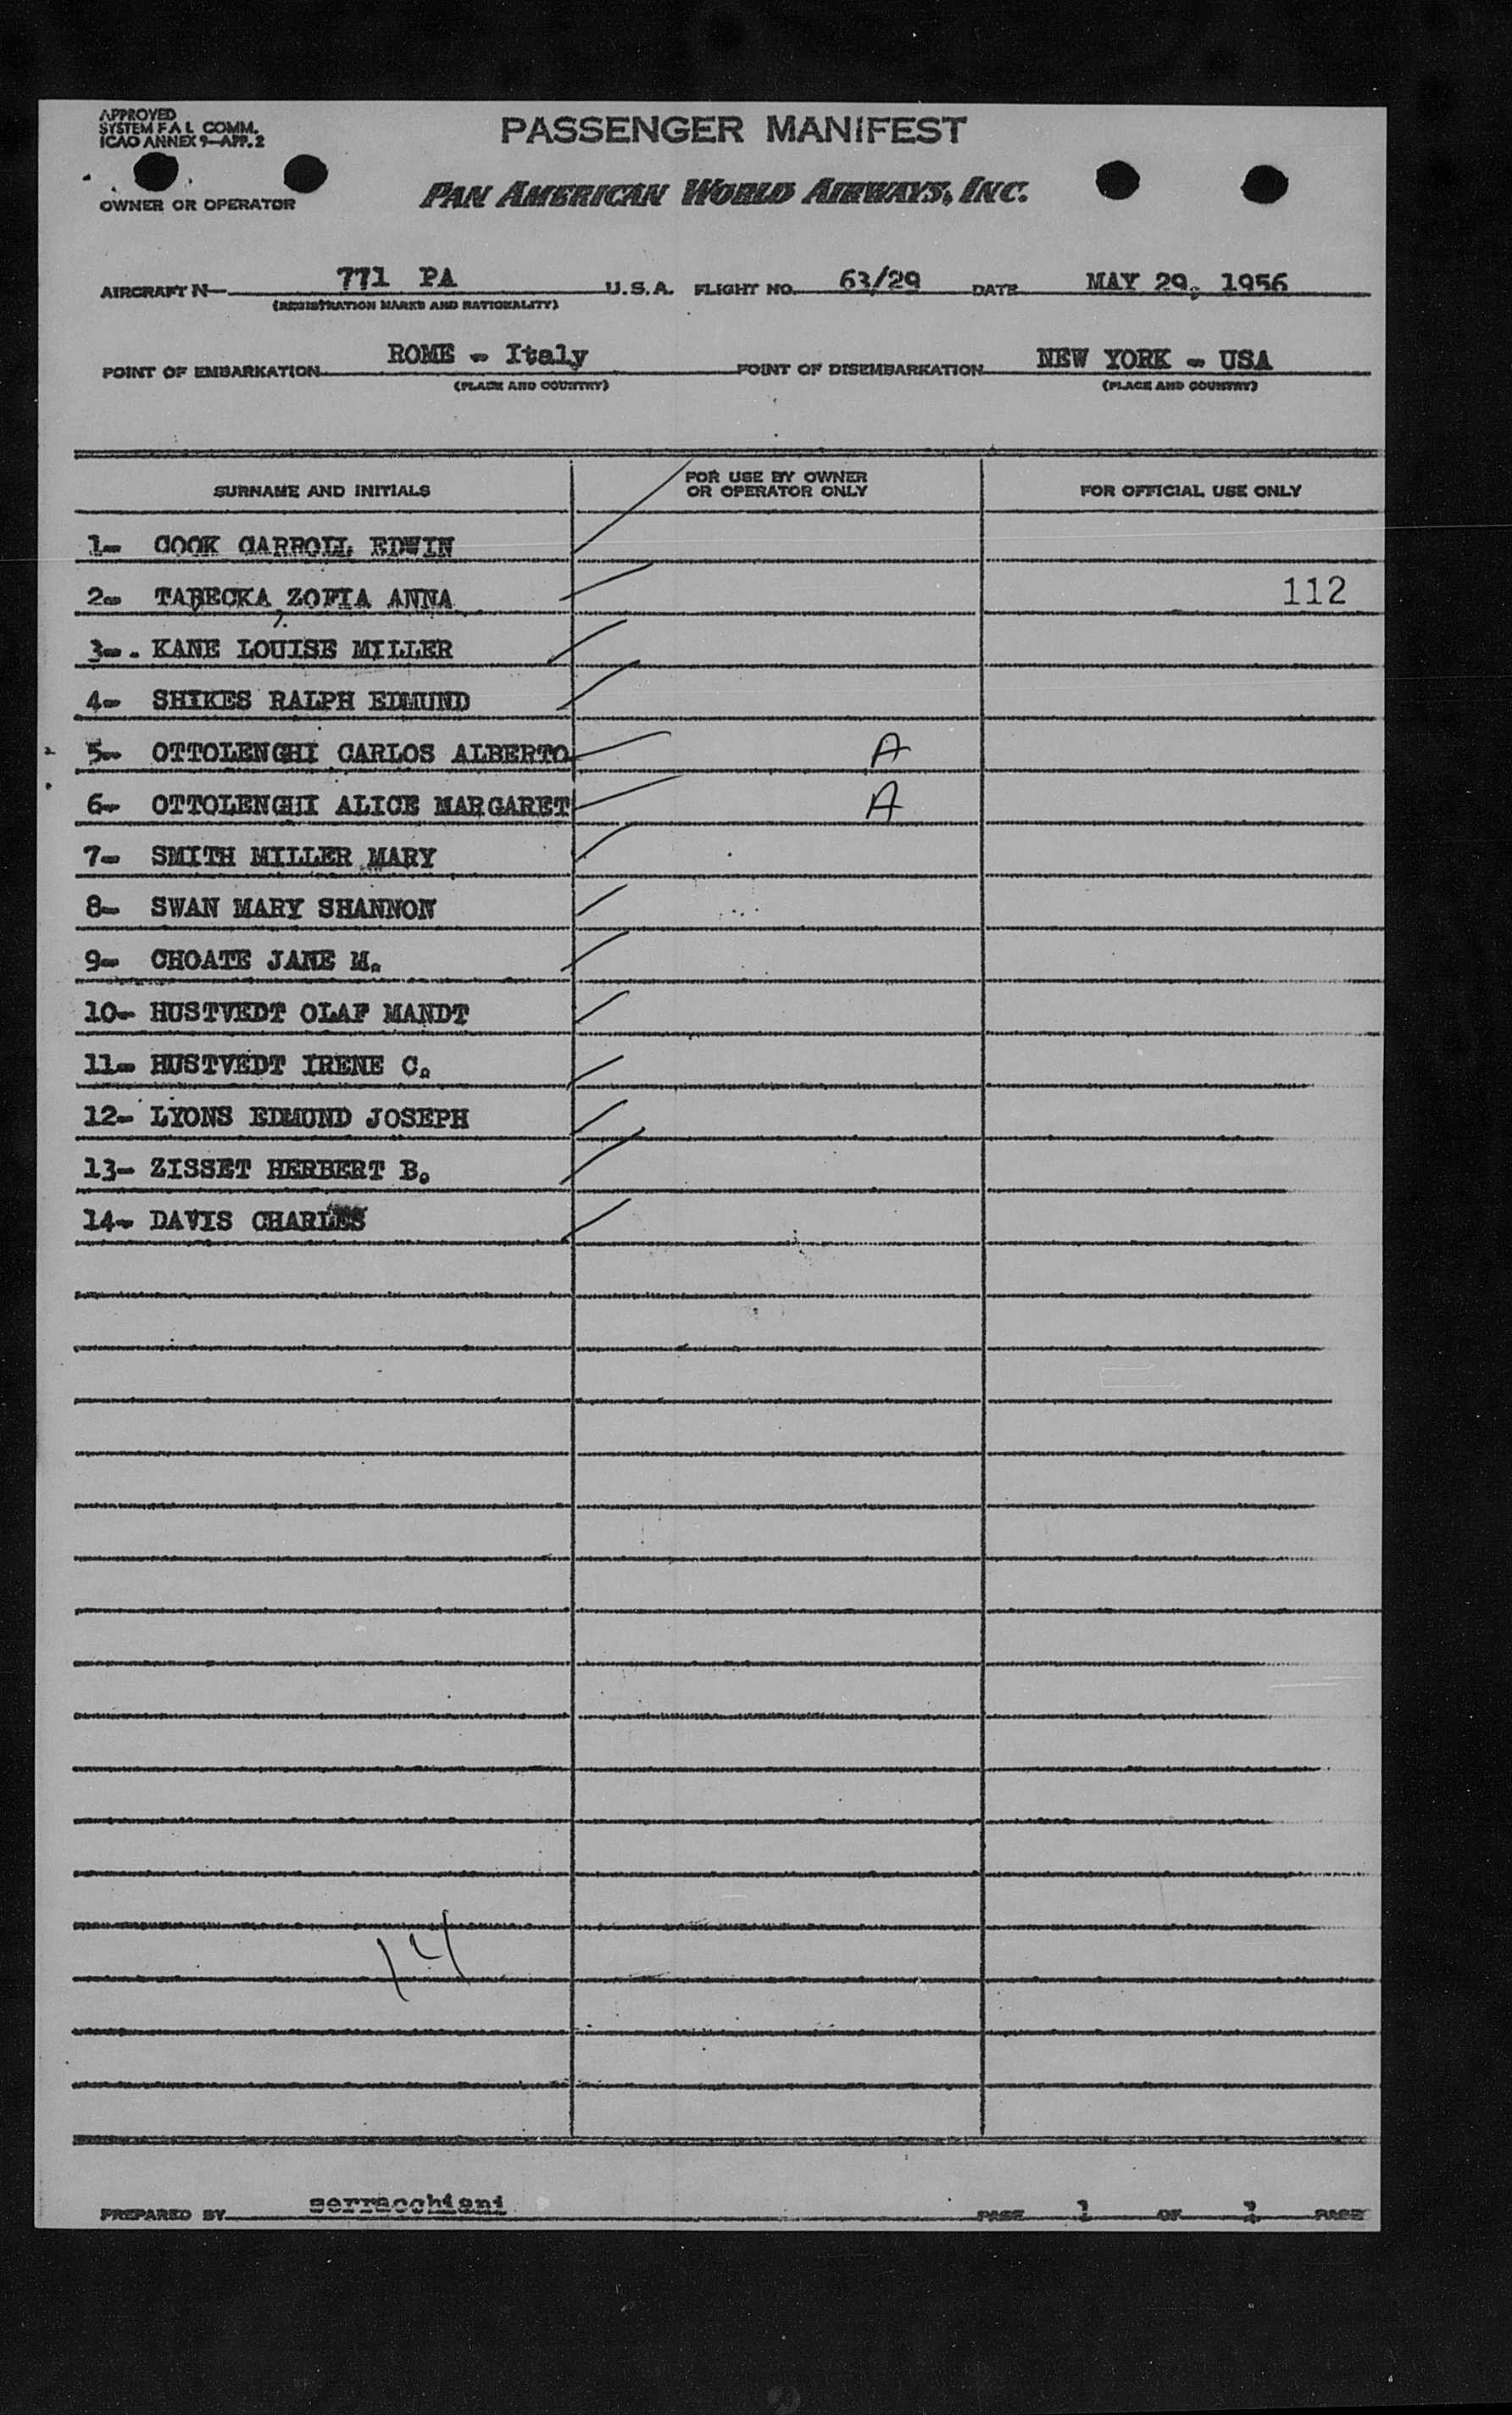 APPROVED
SYSTEM F A L COMM.
ICAO ANNEX 9—APP. 2
PASSENGER MANIFEST
OWNER OR OPERATOR
PAN AMERICAN WORLD AIRWAYS, INC.
AIRCRAFT N— 771 PA U.S.A. FLIGHT NO. 63/29 DATE MAY 29, 1956
(REGISTRATION MARKS AND NATIONALITY)
POINT OF EMBARKATION ROME - Italy POINT OF DISEMBARKATION NEW YORK - USA
(PLACE AND COUNTRY) (PLACE AND COUNTRY)
SURNAME AND INITIALS FOR USE BY OWNER OR OPERATOR ONLY FOR OFFICIAL USE ONLY
1- COOK CARROLL EDWIN
2- TABECKA ZOFIA ANNA 112
3-. KANE LOUISE MILLER
4- SHIKES RALPH EDMUND
5- OTTOLENGHI CARLOS ALBERTO A
6- OTTOLENGHI ALICE MARGARET A
7- SMITH MILLER MARY
8- SWAN MARY SHANNON
9- CHOATE JANE M.
10- HUSTVEDT OLAF MANDT
11- HUSTVEDT IRENE C.
12- LYONS EDMUND JOSEPH
13- ZISSET HERBERT B.
14- DAVIS CHARLES
14
PREPARED BY serracchiani PAGE 1 OF PAGE